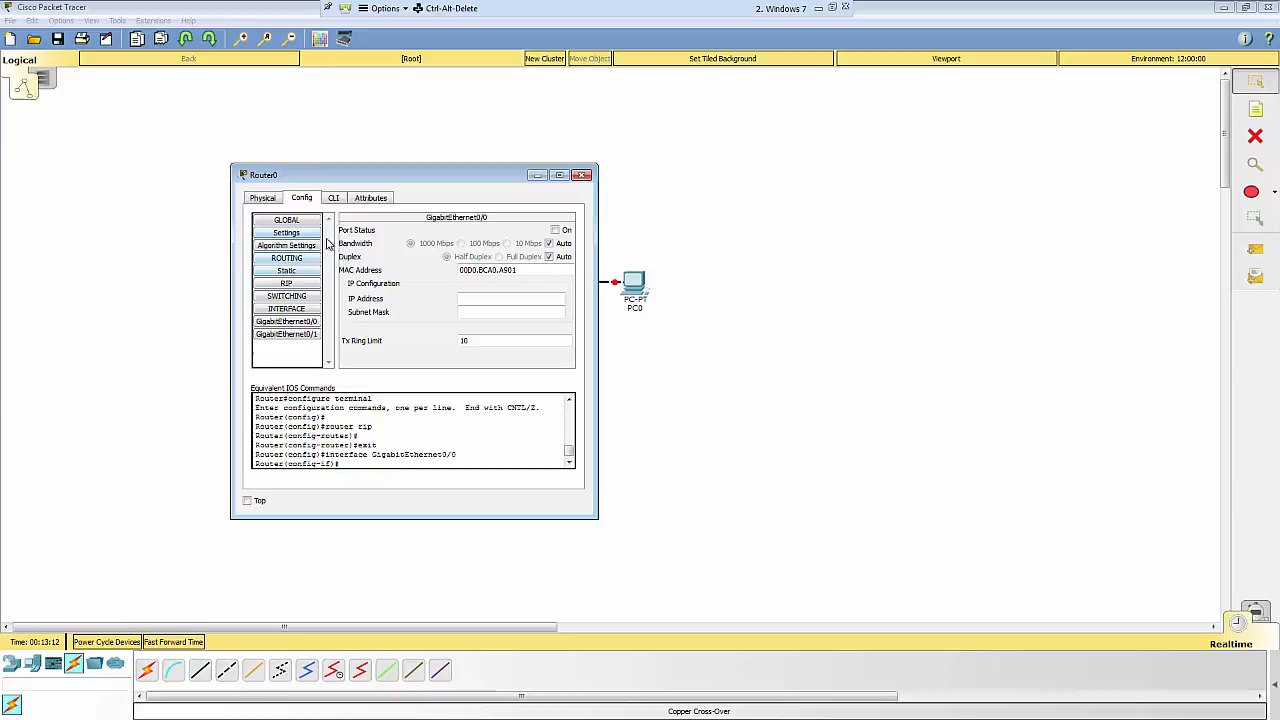 Cisco Packet Tracer
Options
Ctrl-Alt-Delete
2. Windows 7
File Edit Options View Tools Extensions Help
Logical
Back
[Root]
New Cluster
Move Object
Set Tiled Background
Viewport
Environment: 12:00:00
Router0
Physical
Config
CLI
Attributes
GLOBAL
Settings
Algorithm Settings
ROUTING
Static
RIP
SWITCHING
INTERFACE
GigabitEthernet0/0
GigabitEthernet0/1
GigabitEthernet0/0
Port Status
On
Bandwidth
1000 Mbps
100 Mbps
10 Mbps
Auto
Duplex
Half Duplex
Full Duplex
Auto
MAC Address
00D0.BCA0.A901
IP Configuration
IP Address
Subnet Mask
Tx Ring Limit
10
Equivalent IOS Commands
Router#configure terminal
Enter configuration commands, one per line. End with CNTL/Z.
Router(config)#
Router(config)#router rip
Router(config-router)#
Router(config-router)#exit
Router(config)#interface GigabitEthernet0/0
Router(config-if)#
Top
PC-PT
PC0
Time: 00:13:12
Power Cycle Devices
Fast Forward Time
Realtime
Copper Cross-Over